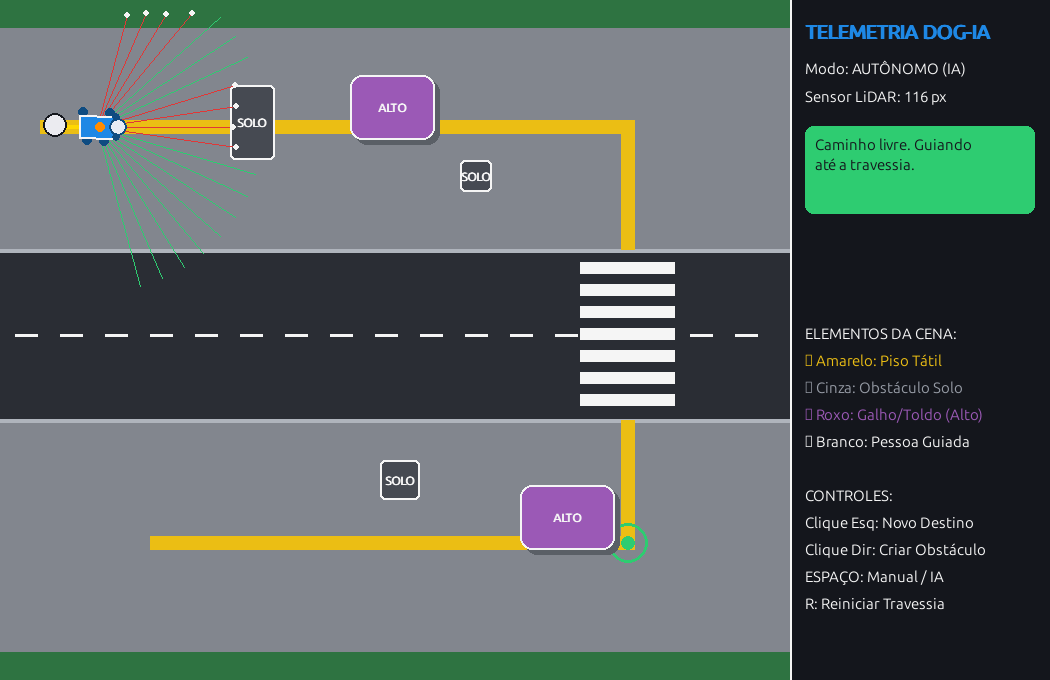 TELEMETRIA DOG-IA
Modo: AUTÔNOMO (IA)
Sensor LiDAR: 116 px
Caminho livre. Guiando
até a travessia.
SOLO
ALTO
SOLO
SOLO
ALTO
ELEMENTOS DA CENA:
Amarelo: Piso Tátil
Cinza: Obstáculo Solo
Roxo: Galho/Toldo (Alto)
Branco: Pessoa Guiada
CONTROLES:
Clique Esq: Novo Destino
Clique Dir: Criar Obstáculo
ESPAÇO: Manual / IA
R: Reiniciar Travessia